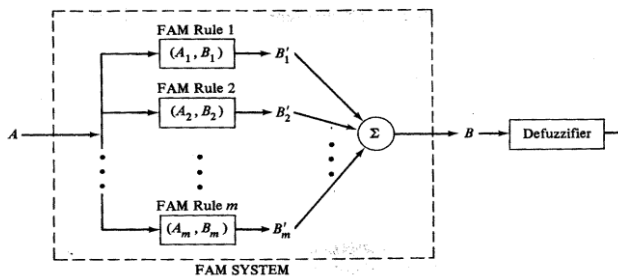 FAM Rule 1
(A₁, B₁)
B′₁
FAM Rule 2
(A₂, B₂)
B′₂
A
Σ
B
Defuzzifier
FAM Rule m
(Aₘ, Bₘ)
B′ₘ
FAM SYSTEM